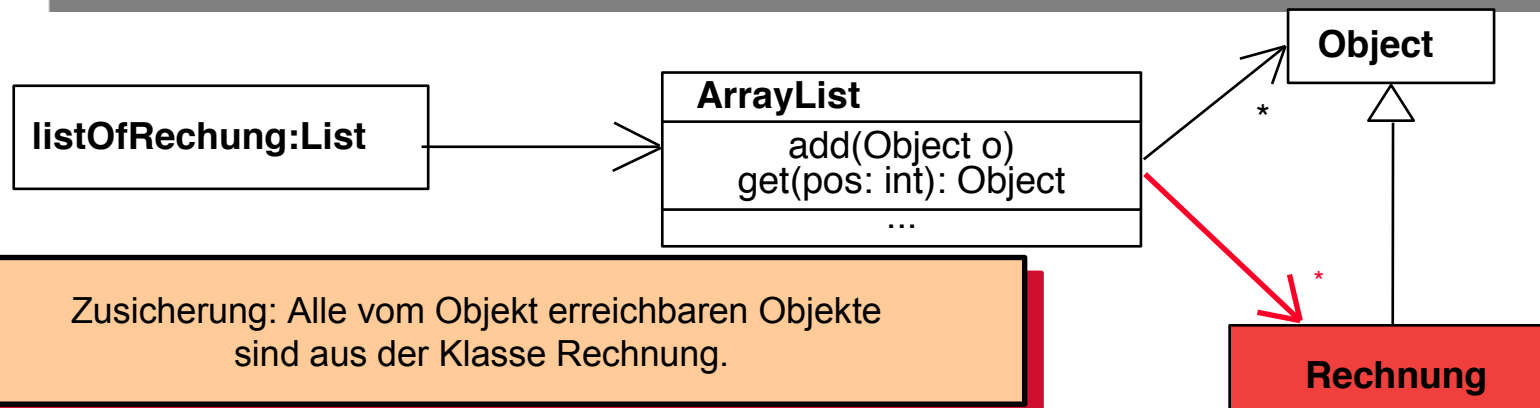 Object
*
ArrayList
listOfRechung:List
add(Object o)
get(pos: int): Object
...
*
Zusicherung: Alle vom Objekt erreichbaren Objekte
sind aus der Klasse Rechnung.
Rechnung